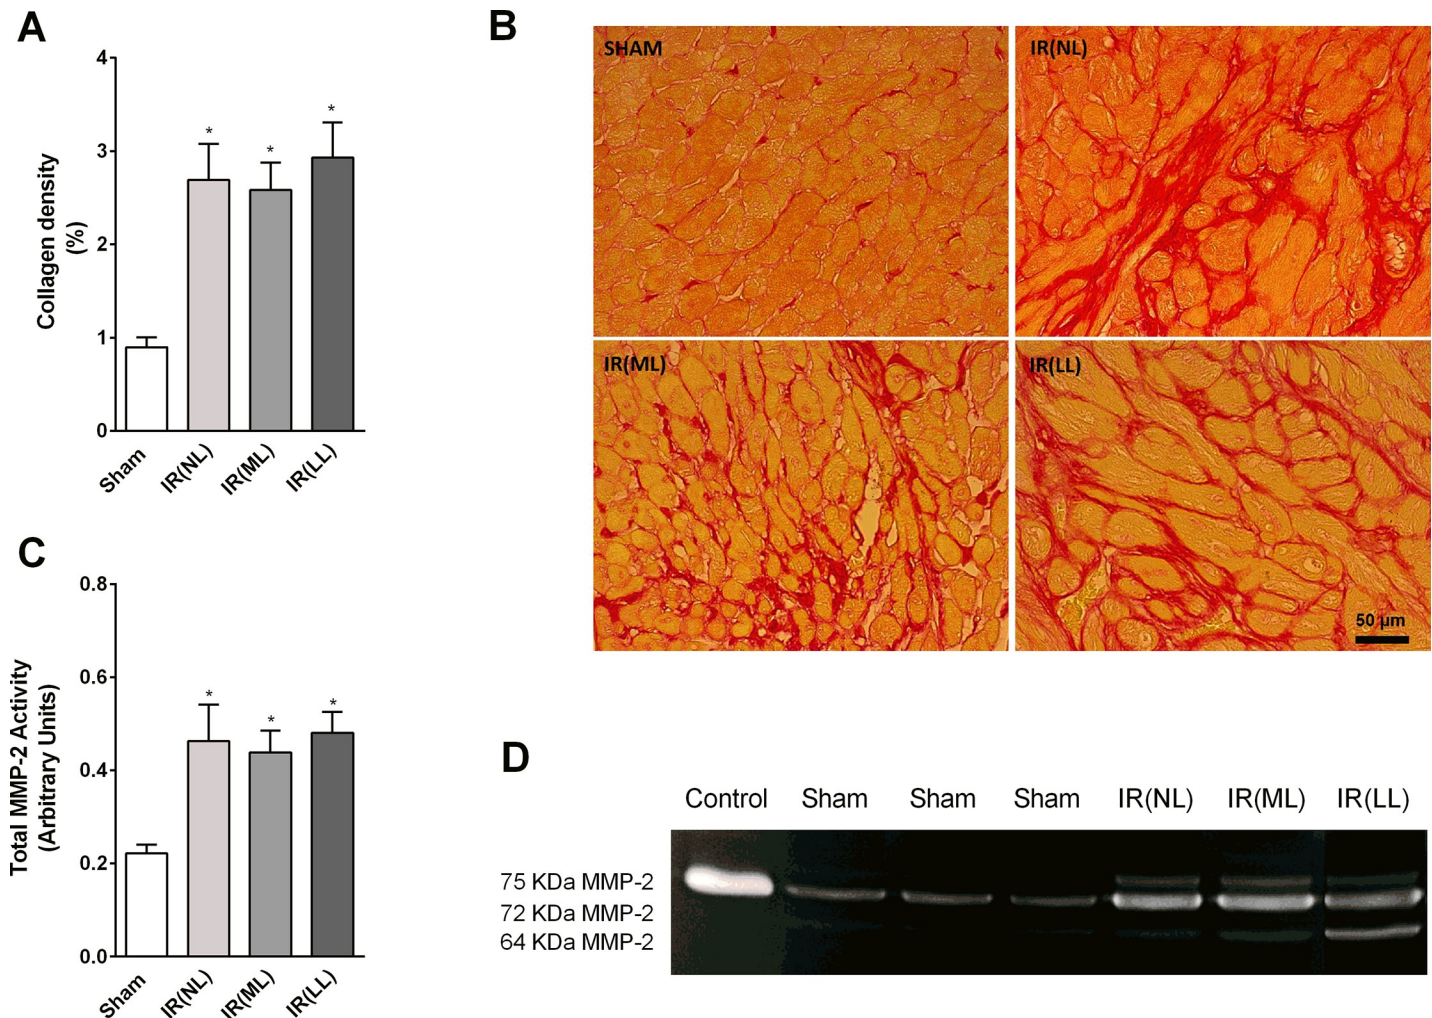 A
Collagen density
(%)
4
3
2
1
0
*
*
*
Sham
IR(NL)
IR(ML)
IR(LL)
B
SHAM
IR(NL)
IR(ML)
IR(LL)
50 µm
C
Total MMP-2 Activity
(Arbitrary Units)
0.8
0.6
0.4
0.2
0.0
*
*
*
Sham
IR(NL)
IR(ML)
IR(LL)
D
Control Sham Sham Sham IR(NL) IR(ML) IR(LL)
75 KDa MMP-2
72 KDa MMP-2
64 KDa MMP-2